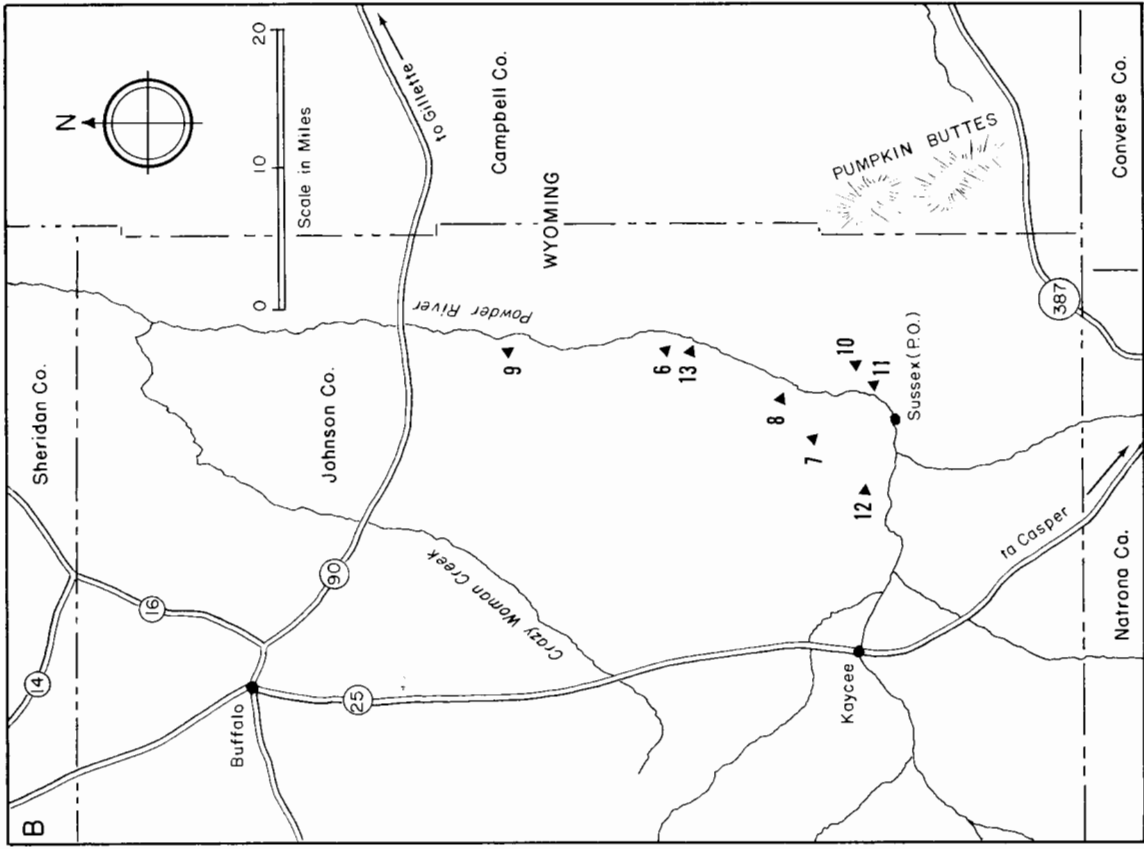 B
14
Sheridan Co.
N
16
Buffalo
0 10 20
Scale in Miles
90
Johnson Co.
25
to Gillette
Powder River
Crazy Woman Creek
Campbell Co.
9
WYOMING
6
13
8
7
10
Kaycee
12
11
PUMPKIN BUTTES
Sussex (P.O.)
ta Casper
387
Natrona Co.
Converse Co.